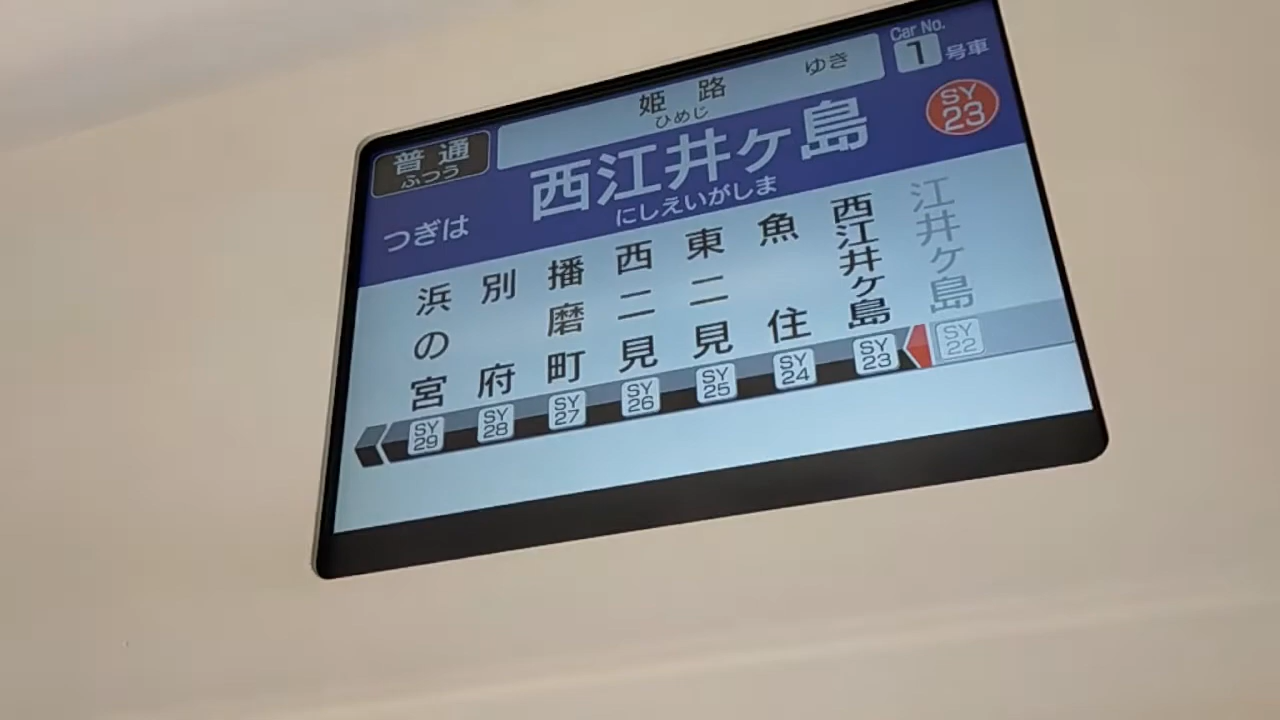 普通
ふつう
姫路
ひめじ
ゆき
Car No.
1号車
つぎは
西江井ヶ島
にしえいがしま
SY
23
浜の宮
別府
播磨町
西二見
東二見
魚住
西江井ヶ島
江井ヶ島
SY
29
SY
28
SY
27
SY
26
SY
25
SY
24
SY
23
SY
22